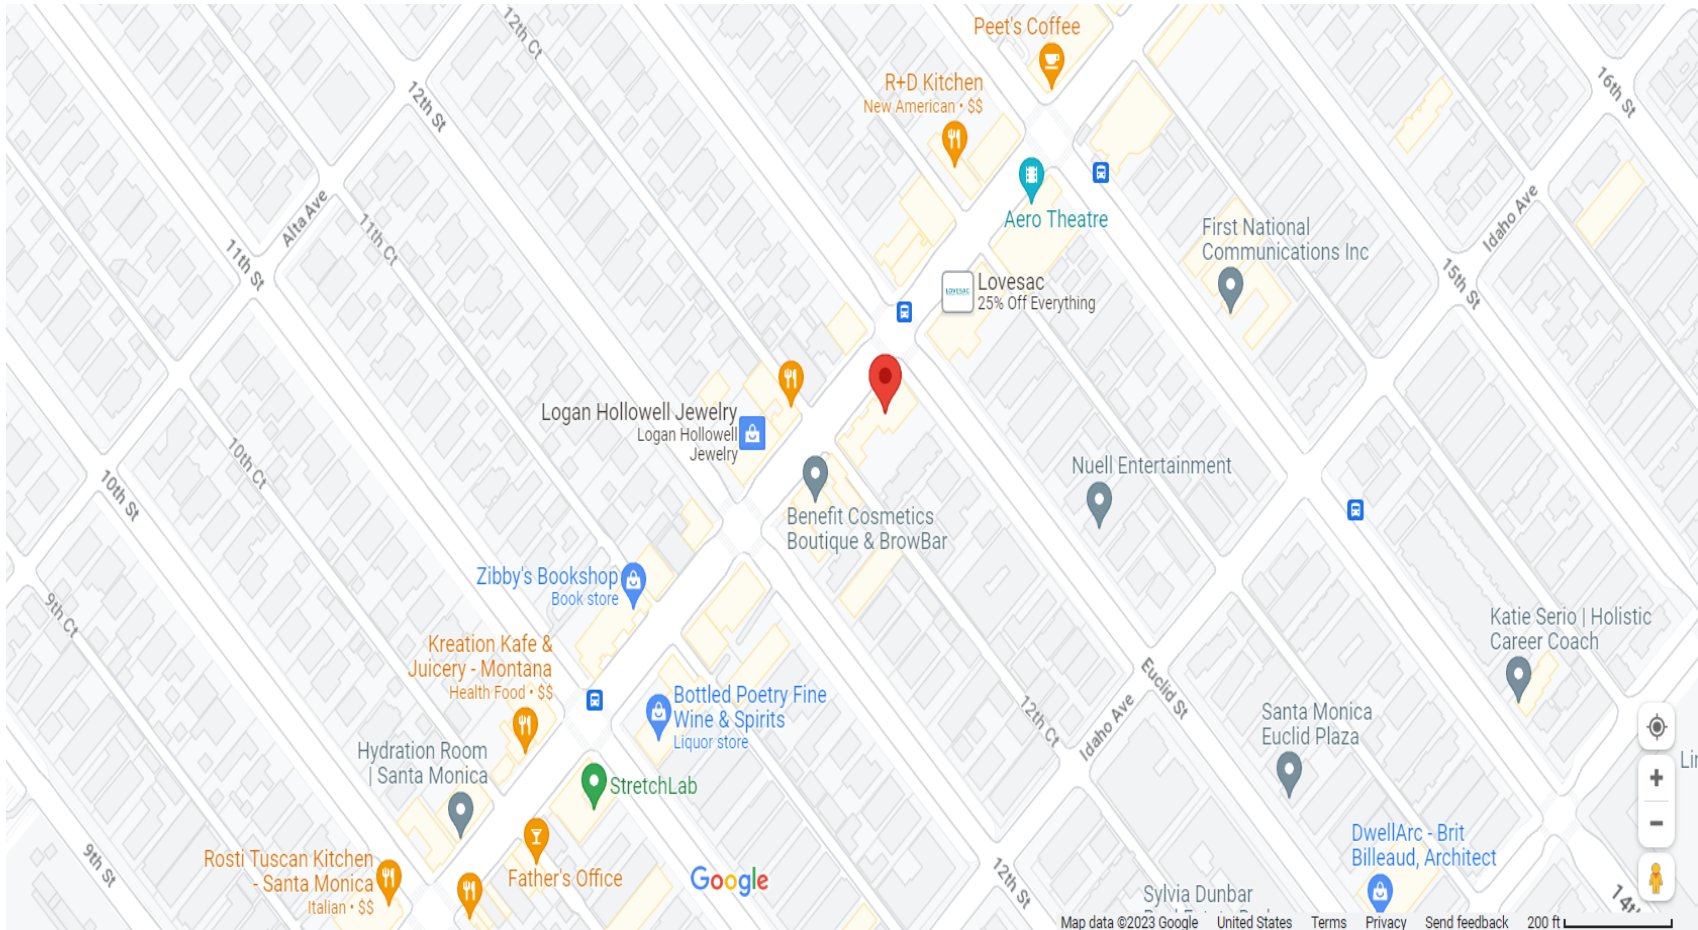 12th Ct
Peet's Coffee
R+D Kitchen
New American • $$
16th St
12th St
Alta Ave
Aero Theatre
11th Ct
First National
Communications Inc
Idaho Ave
11th St
15th St
LOVESAC
Lovesac
25% Off Everything
Logan Hollowell Jewelry
Logan Hollowell
Jewelry
10th Ct
10th St
Nuell Entertainment
Benefit Cosmetics
Boutique & BrowBar
Zibby's Bookshop
Book store
9th Ct
Kreation Kafe &
Juicery - Montana
Health Food • $$
Katie Serio | Holistic
Career Coach
Euclid St
Bottled Poetry Fine
Wine & Spirits
Liquor store
12th Ct
Idaho Ave
Santa Monica
Euclid Plaza
Hydration Room
| Santa Monica
StretchLab
Lin
DwellArc - Brit
Billeaud, Architect
9th St
Rosti Tuscan Kitchen
- Santa Monica
Italian • $$
Father's Office
Google
12th St
Sylvia Dunbar
14th
Map data ©2023 Google United States Terms Privacy Send feedback 200 ft